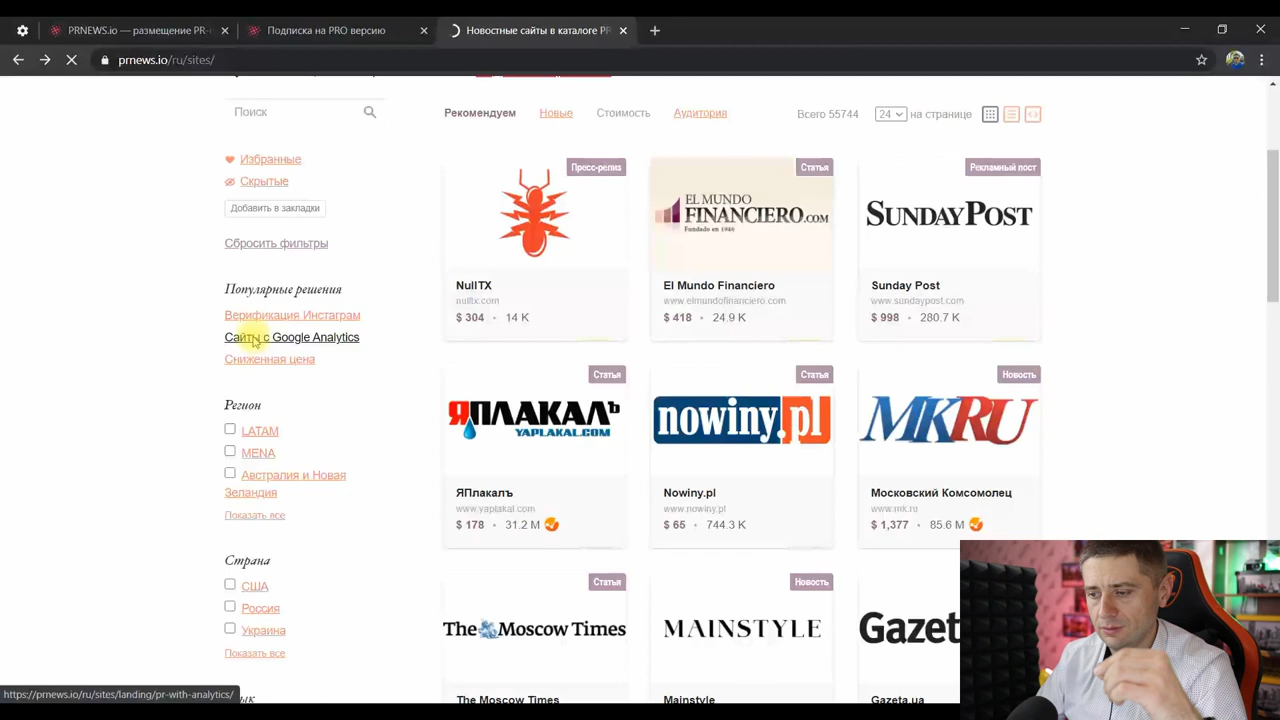 PRNEWS.io — размещение PR-
Подписка на PRO версию
Новостные сайты в каталоге PR
prnews.io/ru/sites/
Поиск
Рекомендуем
Новые
Стоимость
Аудитория
Всего 55744
24
на странице
Избранные
Скрытые
Добавить в закладки
Сбросить фильтры
Популярные решения
Верификация Инстаграм
Сайты с Google Analytics
Сниженная цена
Регион
LATAM
MENA
Австралия и Новая
Зеландия
Показать все
Страна
США
Россия
Украина
Показать все
Пресс-релиз
NullTX
nulltx.com
$ 304 • 14 K
Статья
EL MUNDO
FINANCIERO.COM
Fundado en 1946
El Mundo Financiero
www.elmundofinanciero.com
$ 418 • 24.9 K
Рекламный пост
SUNDAY POST
Sunday Post
www.sundaypost.com
$ 998 • 280.7 K
Статья
ЯПЛАКАЛЪ
YAPLAKAL.COM
ЯПлакалъ
www.yaplakal.com
$ 178 • 31.2 M
Статья
nowiny.pl
Nowiny.pl
www.nowiny.pl
$ 65 • 744.3 K
Новость
MKRU
Московский Комсомолец
www.mk.ru
$ 1,377 • 85.6 M
Статья
The Moscow Times
The Moscow Times
Новость
MAINSTYLE
Mainstyle
Gazet
Gazeta.ua
https://prnews.io/ru/sites/landing/pr-with-analytics/